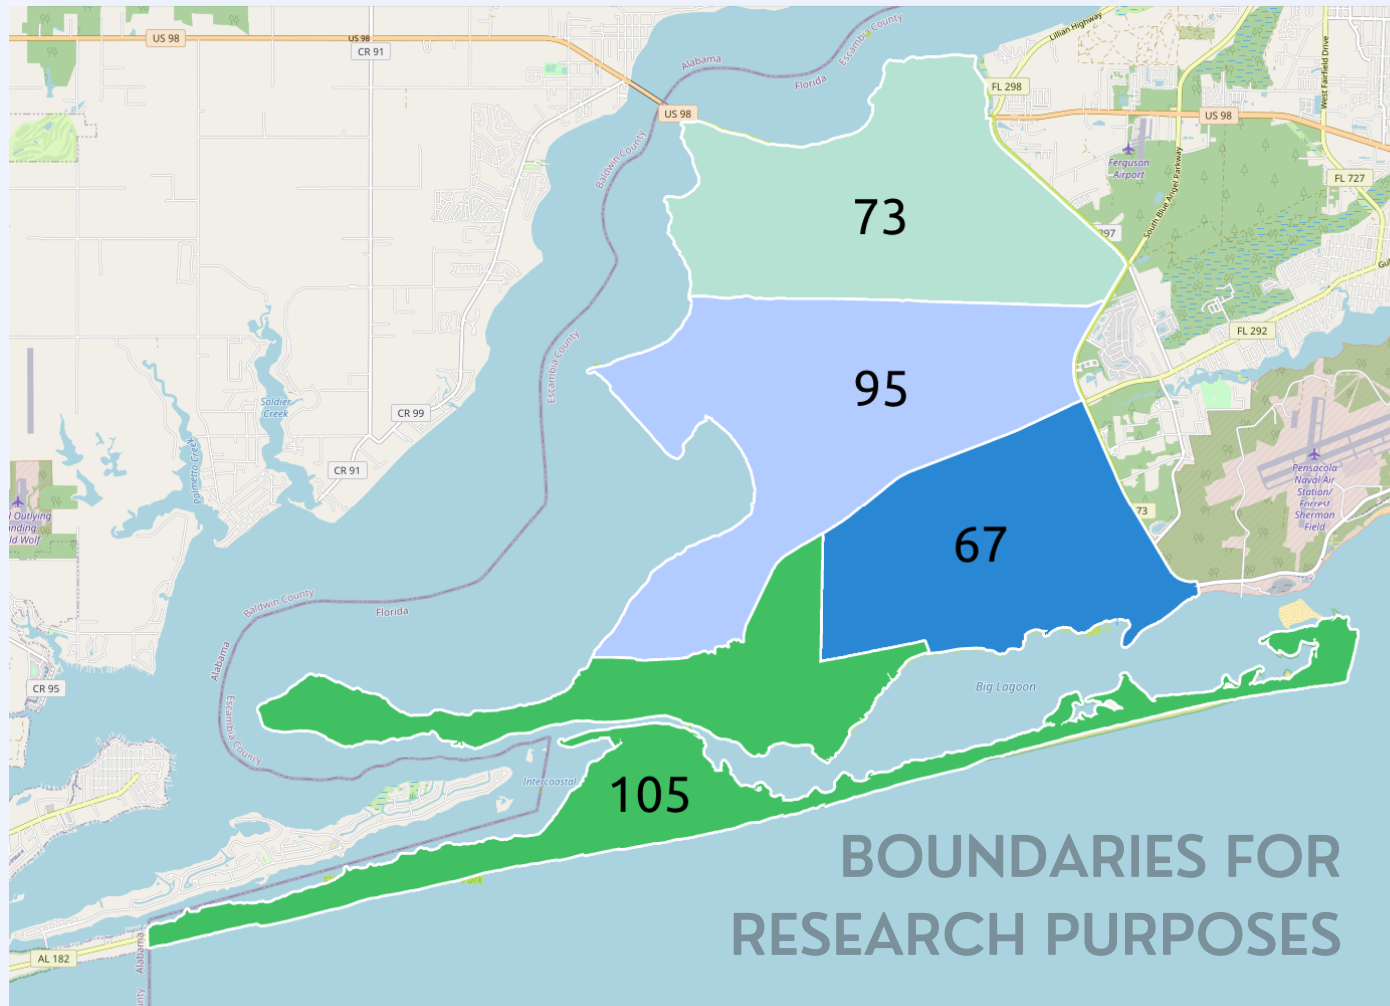 US 98
US 98
CR 91
Alabama
Escambia County
Florida
Lillian Highway
FL 298
US 98
US 98
West Fairfield Drive
Ferguson
Airport
Baldwin County
South Blue Angel Parkway
FL 727
73
297
Escambia County
FL 292
95
Soldier
Creek
CR 99
Palmetto Creek
CR 91
Pensacola
Naval Air
Station/
Forrest
Sherman
Field
l Outlying
nding
ld Wolf
73
67
Baldwin County
Florida
Alabama
CR 95
Big Lagoon
Escambia County
Intercoastal
105
BOUNDARIES FOR
RESEARCH PURPOSES
AL 182
Alabama